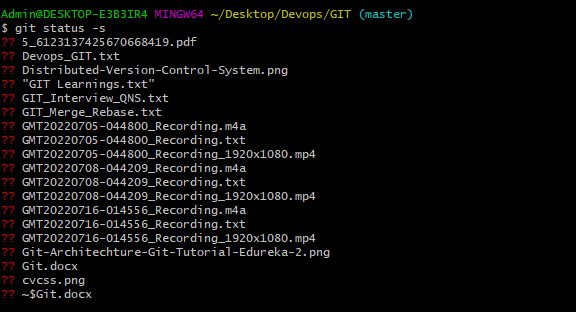 Admin@DESKTOP-E3B3IR4 MINGW64 ~/Desktop/Devops/GIT (master)
$ git status -s
?? 5_6123137425670668419.pdf
?? Devops_GIT.txt
?? Distributed-Version-Control-System.png
?? "GIT Learnings.txt"
?? GIT_Interview_QNS.txt
?? GIT_Merge_Rebase.txt
?? GMT20220705-044800_Recording.m4a
?? GMT20220705-044800_Recording.txt
?? GMT20220705-044800_Recording_1920x1080.mp4
?? GMT20220708-044209_Recording.m4a
?? GMT20220708-044209_Recording.txt
?? GMT20220708-044209_Recording_1920x1080.mp4
?? GMT20220716-014556_Recording.m4a
?? GMT20220716-014556_Recording.txt
?? GMT20220716-014556_Recording_1920x1080.mp4
?? Git-Architechture-Git-Tutorial-Edureka-2.png
?? Git.docx
?? cvcss.png
?? ~$Git.docx